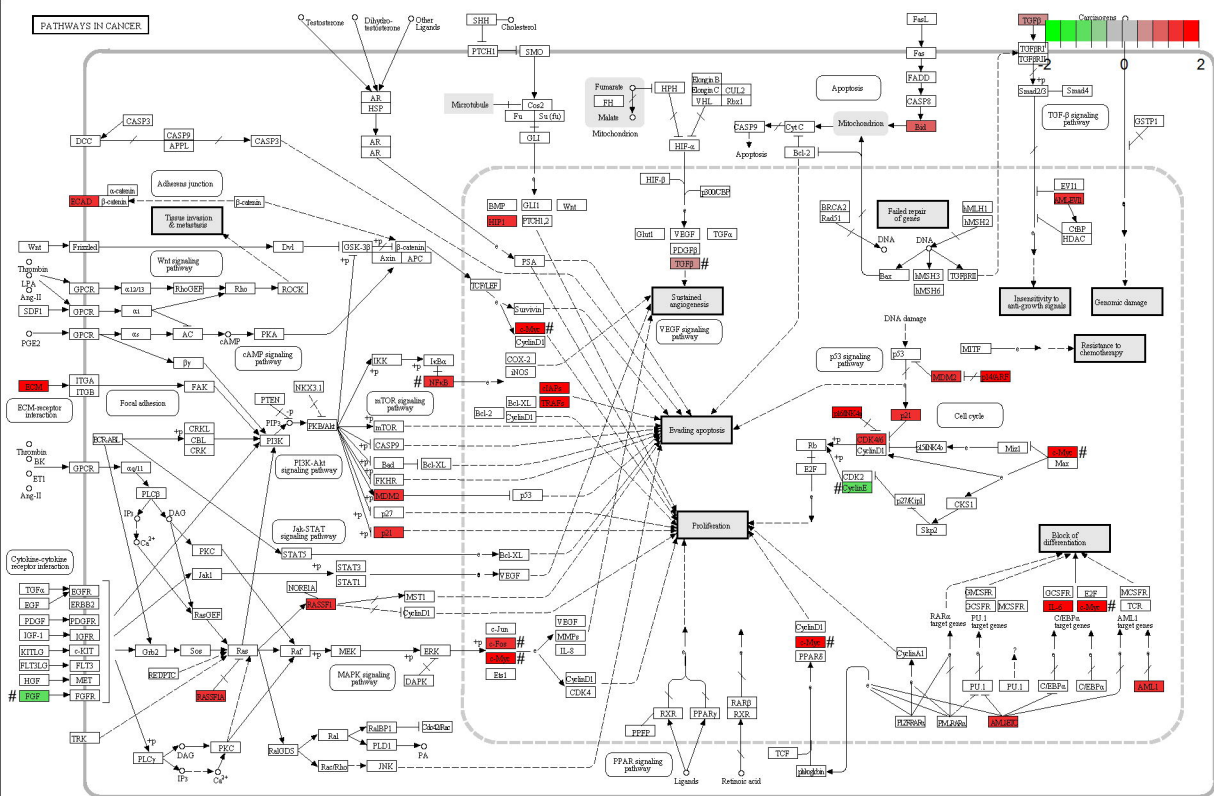 PATHWAYS IN CANCER
Testosterone
Dihydro-
testosterone
Other
Ligands
SHH
Cholesterol
PTCH1
SMO
FasL
Fas
FADD
CASP8
Bid
TGFβ
Carcinogens
-2
0
2
TGFβRI
TGFβRII
+p
Smad2/3
Smad4
TGF-β signaling
pathway
GSTP1
AR
HSP
AR
AR
Microtubule
Cos2
Fu
Su(fu)
GLI
Fumarate
FH
Malate
Mitochondrion
HPH
Elongin B
Elongin C
CUL2
VHL
Rbx1
HIF-α
Apoptosis
CASP9
CytC
Mitochondrion
Apoptosis
Bcl-2
CASP3
DCC
CASP9
APPL
CASP3
Adherens junction
ECAD
α-catenin
β-catenin
β-catenin
Tissue invasion
& metastasis
HIF-β
p300/CBP
BMP
GLI1
Wnt
HIP1
PTCH1,2
Glut1
VEGF
TGFα
PDGFβ
TGFβ
#
BRCA2
Rad51
DNA
Failed repair
of genes
hMLH1
hMSH2
DNA
Bax
hMSH3
TGFβRII
hMSH6
EVI1
AML-EVI1
CtBP
HDAC
Insensitivity to
anti-growth signals
Genomic damage
Wnt
Frizzled
Dvl
Wnt signaling
pathway
+p
GSK-3β
β-catenin
Axin
APC
Thrombin
LPA
Ang-II
GPCR
α12/13
RhoGEF
Rho
ROCK
SDF1
GPCR
αi
PGE2
GPCR
αs
AC
cAMP
PKA
cAMP signaling
pathway
βγ
TCF/LEF
PSA
Survivin
c-Myc
#
CyclinD1
COX-2
iNOS
Sustained
angiogenesis
VEGF signaling
pathway
DNA damage
p53
p53 signaling
pathway
MDM2
p14/ARF
MITF
Resistance to
chemotherapy
ECM
ECM-receptor
interaction
ITGA
ITGB
FAK
Focal adhesion
PTEN
NKX3.1
PIP3
PKB/Akt
PI3K
IKK
+p
IκBα
#
NFκB
mTOR signaling
pathway
mTOR
CASP9
Bad
Bcl-XL
FKHR
MDM2
p53
p27
p21
PI3K-Akt
signaling pathway
cIAPs
Bcl-XL
TRAFs
Bcl-2
CyclinD1
Evading apoptosis
p16INK4a
p21
Cell cycle
CDK4/6
CyclinD1
p15INK4b
Miz1
c-Myc
#
Max
Rb
+p
E2F
CDK2
#
CyclinE
p27/Kip1
CKS1
Skp2
BCRABL
CRKL
CBL
CRK
Thrombin
BK
ET1
Ang-II
GPCR
αq/11
PLCβ
IP3
DAG
Ca2+
PKC
RasGEF
Jak-STAT
signaling pathway
STAT5
Bcl-XL
Jak1
STAT3
STAT1
VEGF
Proliferation
NORE1A
RASSF1
MST1
CyclinD1
Cytokine-cytokine
receptor interaction
TGFα
EGFR
EGF
ERBB2
PDGF
PDGFR
IGF-1
IGFR
KITLG
c-KIT
FLT3LG
FLT3
HGF
MET
#
FGF
FGFR
TRK
Grb2
Sos
Ras
REDPTC
RASSF1A
Raf
+p
MEK
+p
ERK
DAPK
MAPK signaling
pathway
c-Jun
c-Fos
#
c-Myc
#
Ets1
VEGF
MMPs
IL-8
CyclinD1
CDK4
PLCγ
+p
DAG
IP3
Ca2+
PKC
RalGDS
Ral
RalBP1
Cdc42/Rac
PLD1
PA
Rac/Rho
JNK
RXR
PPARγ
PPFP
PPAR signaling
pathway
Ligands
RARβ
RXR
Retinoic acid
CyclinD1
c-Myc
#
PPARδ
TCF
Block of
differentiation
GMCSFR
GCSFR
MCSFR
RARα
target genes
PU.1
target genes
GCSFR
E2F
IL-6
c-Myc
#
C/EBPα
target genes
MCSFR
TCR
AML1
target genes
CyclinA1
PU.1
?
PU.1
C/EBPα
C/EBPα
AML1
PLZF-RARα
PML-RARα